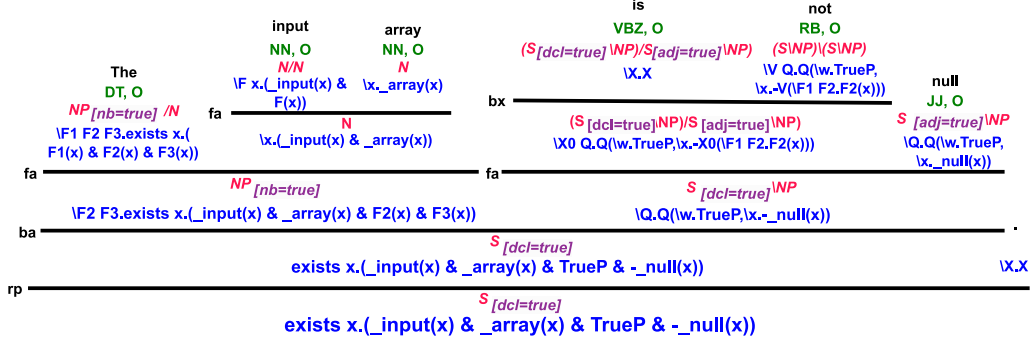 The
DT, O
NP [nb=true] /N
\F1 F2 F3.exists x.(
F1(x) & F2(x) & F3(x))
input
NN, O
N/N
\F x.(_input(x) &
F(x))
array
NN, O
N
\x._array(x)
fa
N
\x.(_input(x) & _array(x))
is
VBZ, O
(S[dcl=true]\NP)/S[adj=true]\NP)
\X.X
not
RB, O
(S\NP)\(S\NP)
\V Q.Q(\w.TrueP,
\x.-V(\F1 F2.F2(x)))
bx
(S [dcl=true]\NP)/S[adj=true]\NP)
\X0 Q.Q(\w.TrueP,\x.-X0(\F1 F2.F2(x)))
null
JJ, O
S [adj=true]\NP
\Q.Q(\w.TrueP,
\x._null(x))
fa
NP [nb=true]
\F2 F3.exists x.(_input(x) & _array(x) & F2(x) & F3(x))
fa
S [dcl=true]\NP
\Q.Q(\w.TrueP,\x.-_null(x))
ba
S [dcl=true]
exists x.(_input(x) & _array(x) & TrueP & -_null(x))
.
\X.X
rp
S [dcl=true]
exists x.(_input(x) & _array(x) & TrueP & -_null(x))